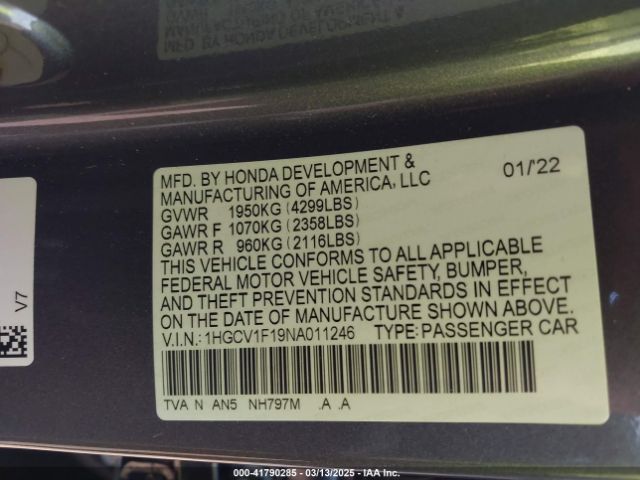 MFD. BY HONDA DEVELOPMENT &
MANUFACTURING OF AMERICA, LLC
01/22
GVWR 1950KG (4299LBS)
GAWR F 1070KG (2358LBS)
GAWR R 960KG (2116LBS)
THIS VEHICLE CONFORMS TO ALL APPLICABLE
FEDERAL MOTOR VEHICLE SAFETY, BUMPER,
AND THEFT PREVENTION STANDARDS IN EFFECT
ON THE DATE OF MANUFACTURE SHOWN ABOVE.
V.I.N.: 1HGCV1F19NA011246 TYPE: PASSENGER CAR
TVA N AN5 NH797M .A .A
V7
000-41790285 - 03/13/2025 - IAA Inc.